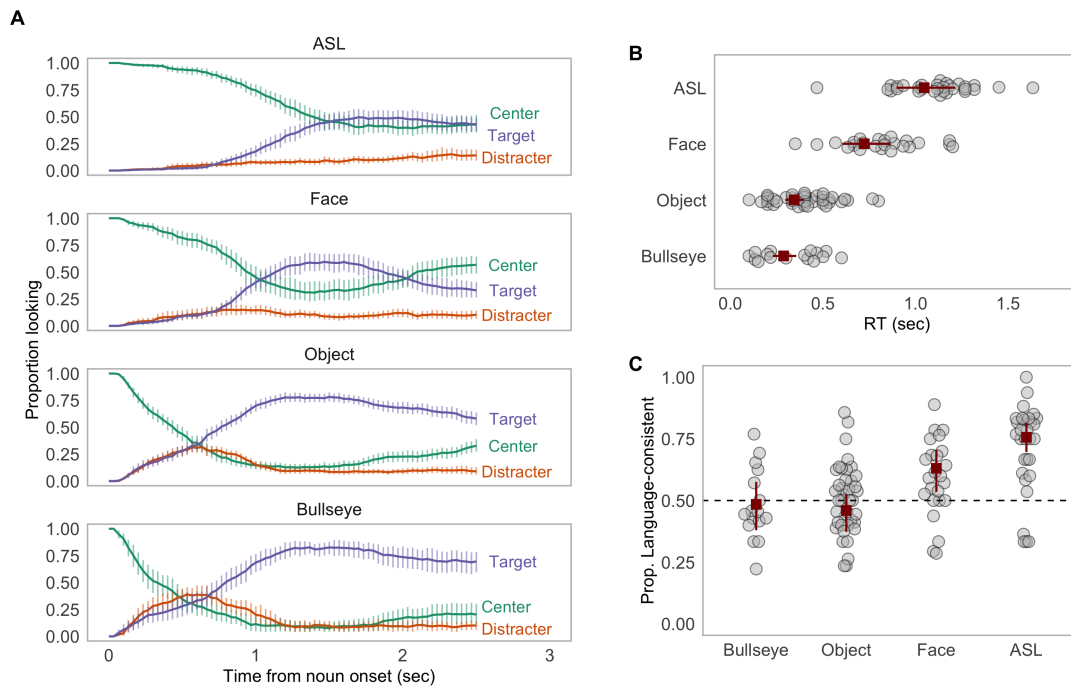 A
ASL
1.00
0.75
0.50
0.25
0.00
Center
Target
Distracter
Face
1.00
0.75
0.50
0.25
0.00
Center
Target
Distracter
Object
1.00
0.75
0.50
0.25
0.00
Target
Center
Distracter
Bullseye
1.00
0.75
0.50
0.25
0.00
Target
Center
Distracter
0 1 2 3
Time from noun onset (sec)
Proportion looking
B
ASL
Face
Object
Bullseye
0.0 0.5 1.0 1.5
RT (sec)
C
1.00
0.75
0.50
0.25
0.00
Prop. Language-consistent
Bullseye Object Face ASL